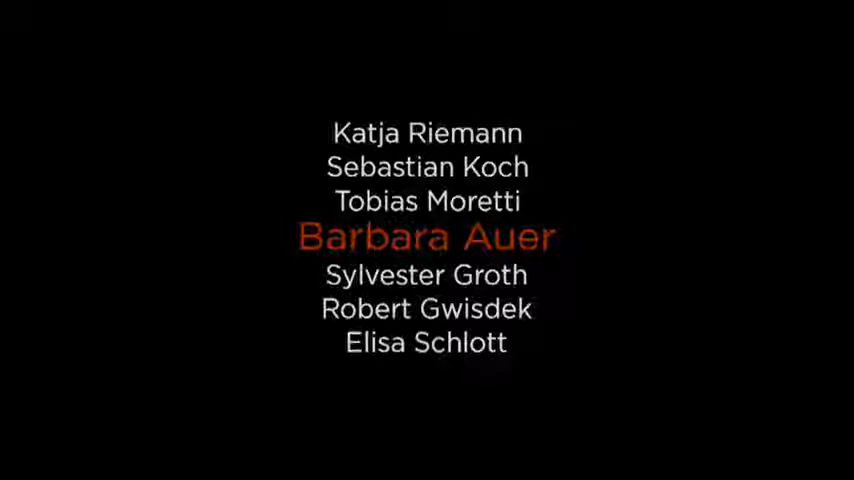 Katja Riemann
Sebastian Koch
Tobias Moretti
Barbara Auer
Sylvester Groth
Robert Gwisdek
Elisa Schlott